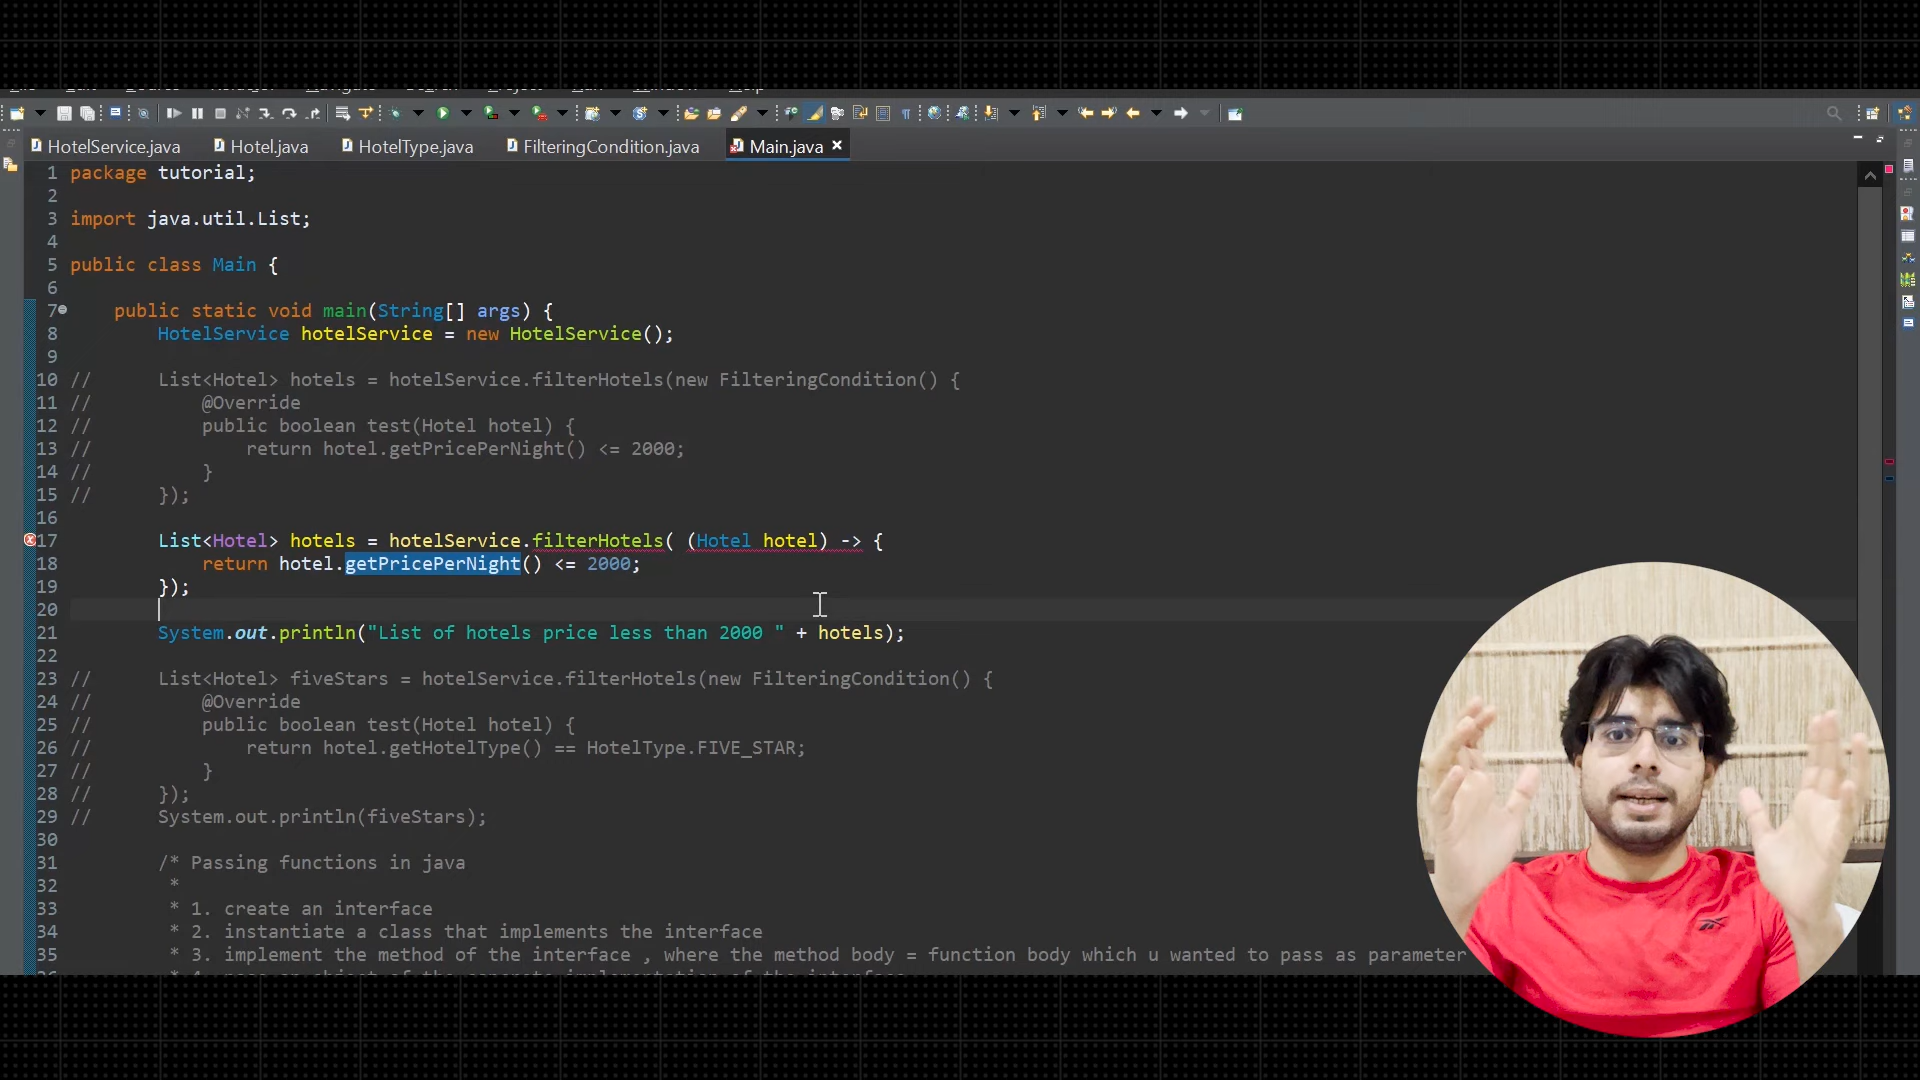 HotelService.java Hotel.java HotelType.java FilteringCondition.java Main.java
1 package tutorial;
2
3 import java.util.List;
4
5 public class Main {
6
7 public static void main(String[] args) {
8 HotelService hotelService = new HotelService();
9
10 // List<Hotel> hotels = hotelService.filterHotels(new FilteringCondition() {
11 // @Override
12 // public boolean test(Hotel hotel) {
13 // return hotel.getPricePerNight() <= 2000;
14 // }
15 // });
16
17 List<Hotel> hotels = hotelService.filterHotels( (Hotel hotel) -> {
18 return hotel.getPricePerNight() <= 2000;
19 });
20
21 System.out.println("List of hotels price less than 2000 " + hotels);
22
23 // List<Hotel> fiveStars = hotelService.filterHotels(new FilteringCondition() {
24 // @Override
25 // public boolean test(Hotel hotel) {
26 // return hotel.getHotelType() == HotelType.FIVE_STAR;
27 // }
28 // });
29 // System.out.println(fiveStars);
30
31 /* Passing functions in java
32 *
33 * 1. create an interface
34 * 2. instantiate a class that implements the interface
35 * 3. implement the method of the interface , where the method body = function body which u wanted to pass as parameter